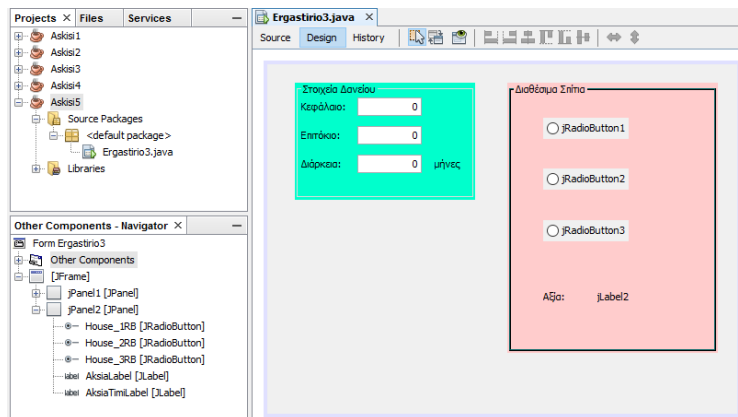 Projects × Files Services
Askisi1
Askisi2
Askisi3
Askisi4
Askisi5
Source Packages
<default package>
Ergastirio3.java
Libraries
Other Components - Navigator ×
Form Ergastirio3
Other Components
[JFrame]
jPanel1 [JPanel]
jPanel2 [JPanel]
House_1RB [JRadioButton]
House_2RB [JRadioButton]
House_3RB [JRadioButton]
label AksiaLabel [JLabel]
label AksiaTimiLabel [JLabel]
Ergastirio3.java ×
Source Design History
Στοιχεία Δανείου
Κεφάλαιο: 0
Επιτόκιο: 0
Διάρκεια: 0 μήνες
Διαθέσιμα Σπίτια
jRadioButton1
jRadioButton2
jRadioButton3
Αξία: jLabel2